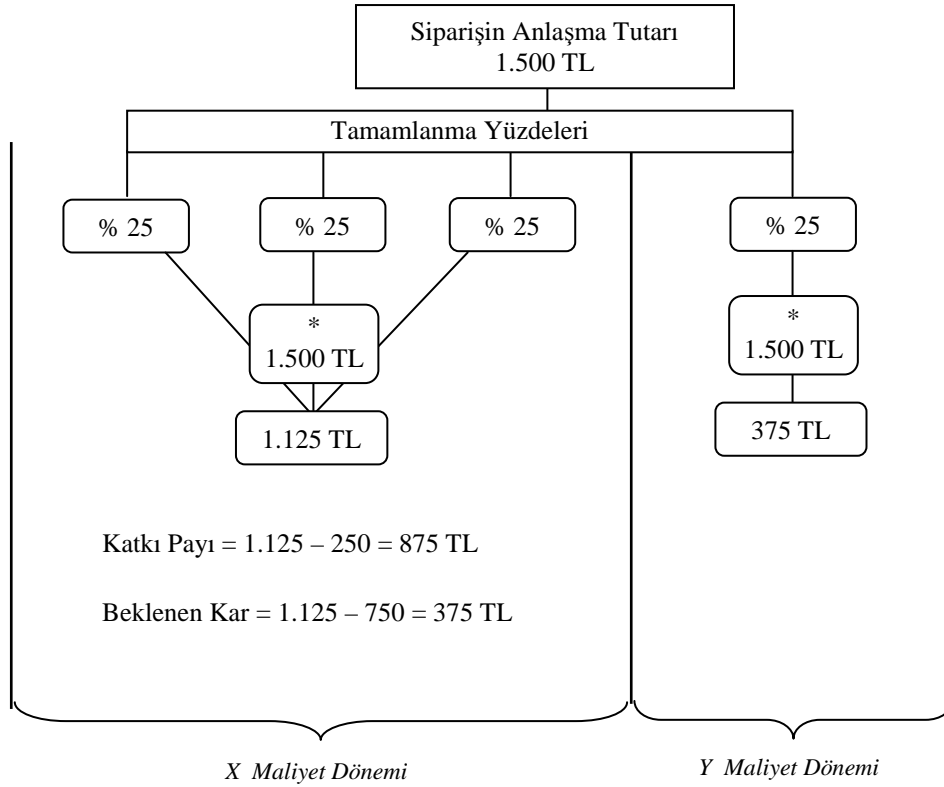 Siparişin Anlaşma Tutarı
1.500 TL
Tamamlanma Yüzdeleri
% 25
% 25
% 25
% 25
*
1.500 TL
*
1.500 TL
1.125 TL
375 TL
Katkı Payı = 1.125 – 250 = 875 TL
Beklenen Kar = 1.125 – 750 = 375 TL
X Maliyet Dönemi
Y Maliyet Dönemi